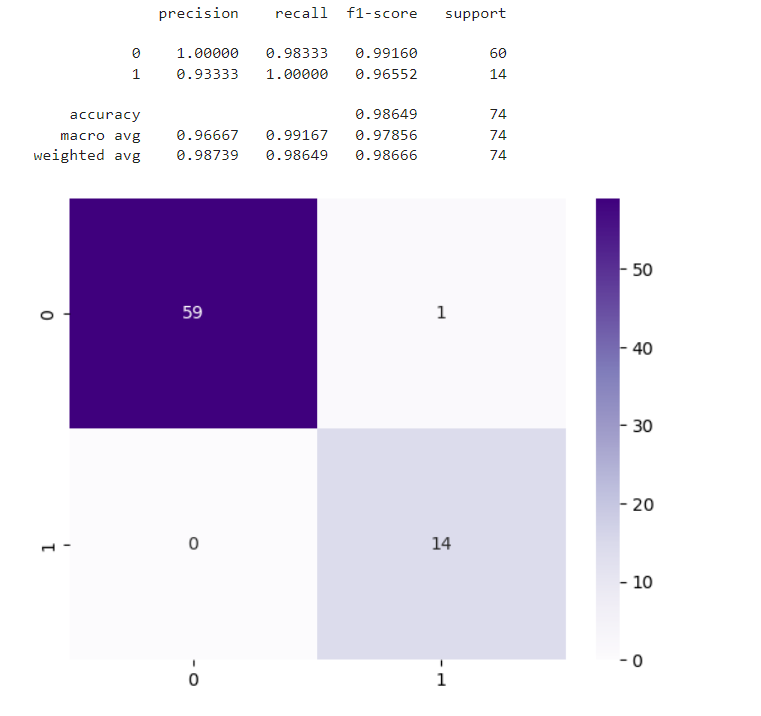 precision recall f1-score support
0 1.00000 0.98333 0.99160 60
1 0.93333 1.00000 0.96552 14
accuracy 0.98649 74
macro avg 0.96667 0.99167 0.97856 74
weighted avg 0.98739 0.98649 0.98666 74
0 59 1
1 0 14
0 1
50
40
30
20
10
0